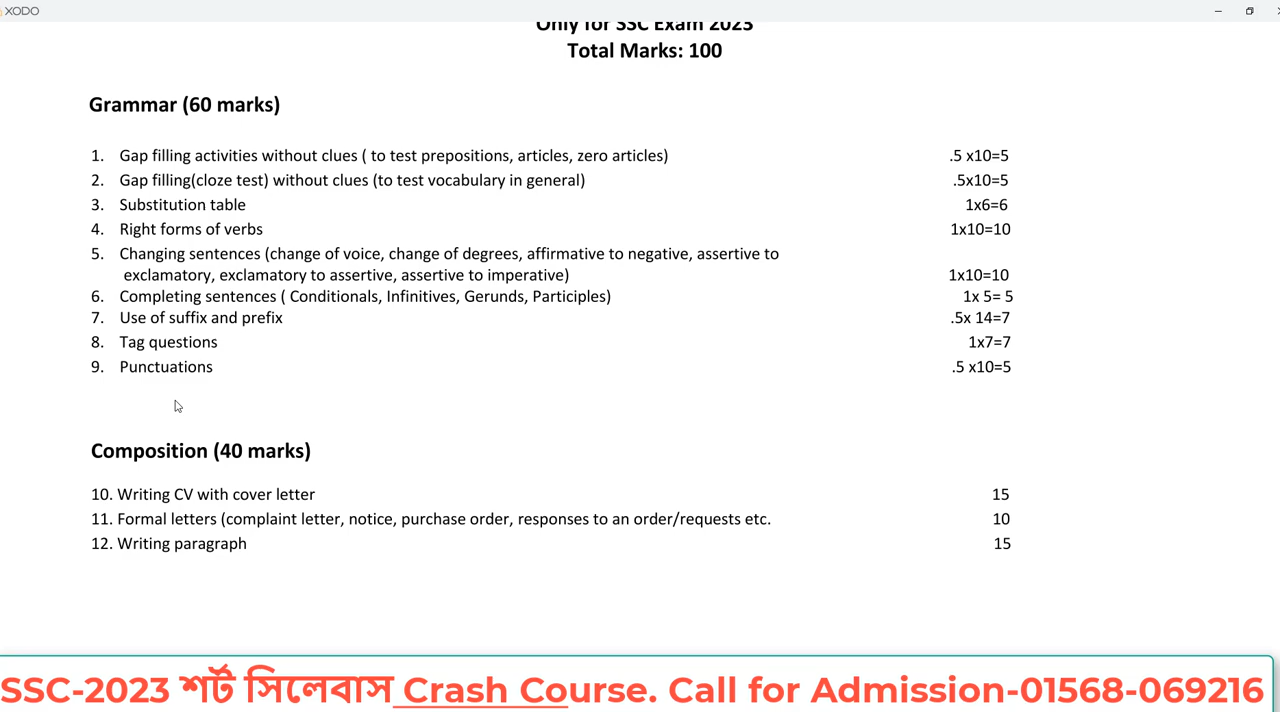 XODO
Only for SSC Exam 2023
Total Marks: 100
Grammar (60 marks)
1. Gap filling activities without clues ( to test prepositions, articles, zero articles) .5 x10=5
2. Gap filling(cloze test) without clues (to test vocabulary in general) .5x10=5
3. Substitution table 1x6=6
4. Right forms of verbs 1x10=10
5. Changing sentences (change of voice, change of degrees, affirmative to negative, assertive to
exclamatory, exclamatory to assertive, assertive to imperative) 1x10=10
6. Completing sentences ( Conditionals, Infinitives, Gerunds, Participles) 1x 5= 5
7. Use of suffix and prefix .5x 14=7
8. Tag questions 1x7=7
9. Punctuations .5 x10=5
Composition (40 marks)
10. Writing CV with cover letter 15
11. Formal letters (complaint letter, notice, purchase order, responses to an order/requests etc. 10
12. Writing paragraph 15
SSC-2023 শর্ট সিলেবাস Crash Course. Call for Admission-01568-069216